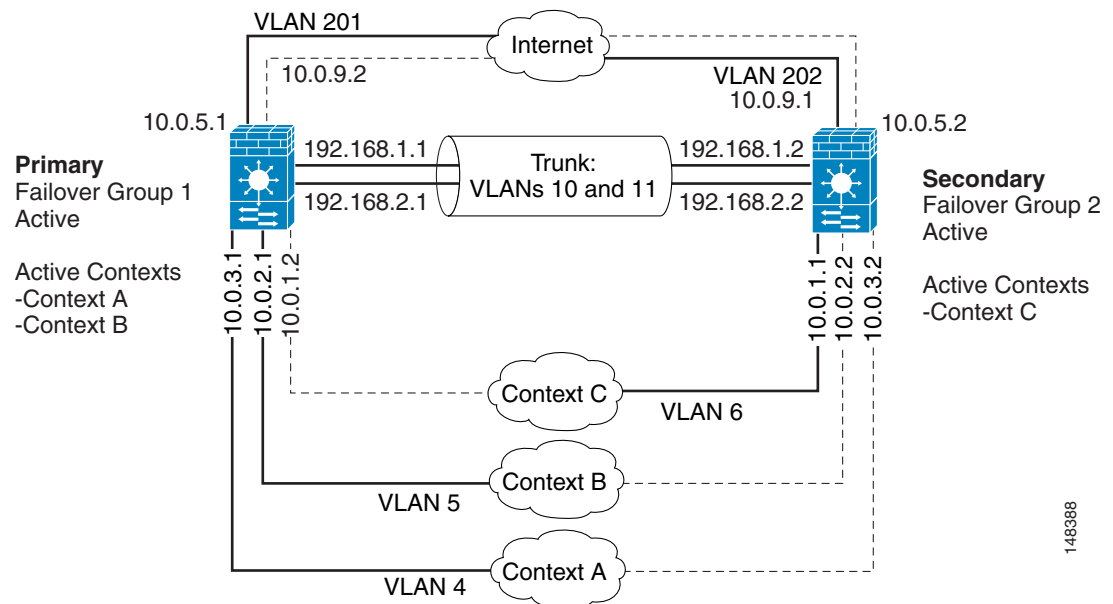 VLAN 201
Internet
10.0.9.2
VLAN 202
10.0.9.1
10.0.5.1
10.0.5.2
192.168.1.1
192.168.2.1
Trunk:
VLANs 10 and 11
192.168.1.2
192.168.2.2
Primary
Failover Group 1
Active
Active Contexts
-Context A
-Context B
Secondary
Failover Group 2
Active
Active Contexts
-Context C
10.0.3.1
10.0.2.1
10.0.1.2
10.0.1.1
10.0.2.2
10.0.3.2
Context C
VLAN 6
Context B
VLAN 5
Context A
VLAN 4
148388